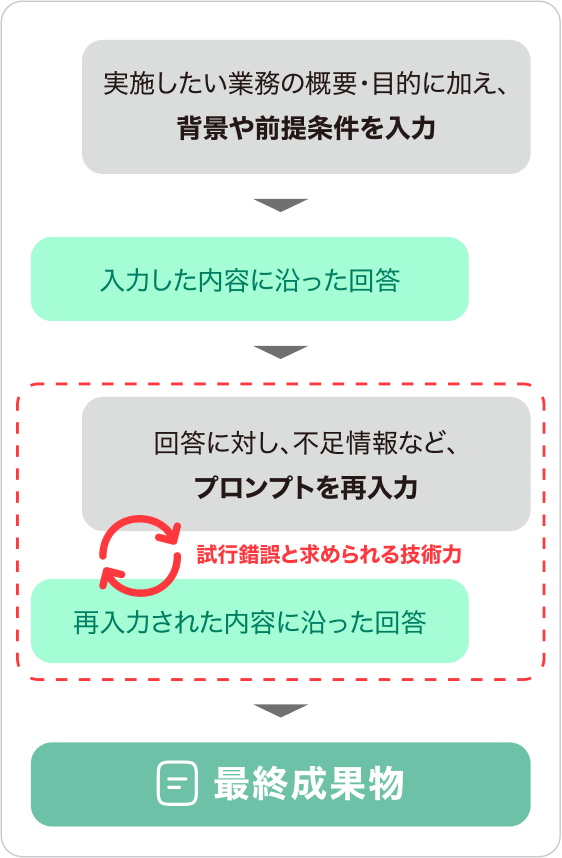 実施したい業務の概要・目的に加え、
背景や前提条件を入力
入力した内容に沿った回答
回答に対し、不足情報など、
プロンプトを再入力
試行錯誤と求められる技術力
再入力された内容に沿った回答
最終成果物